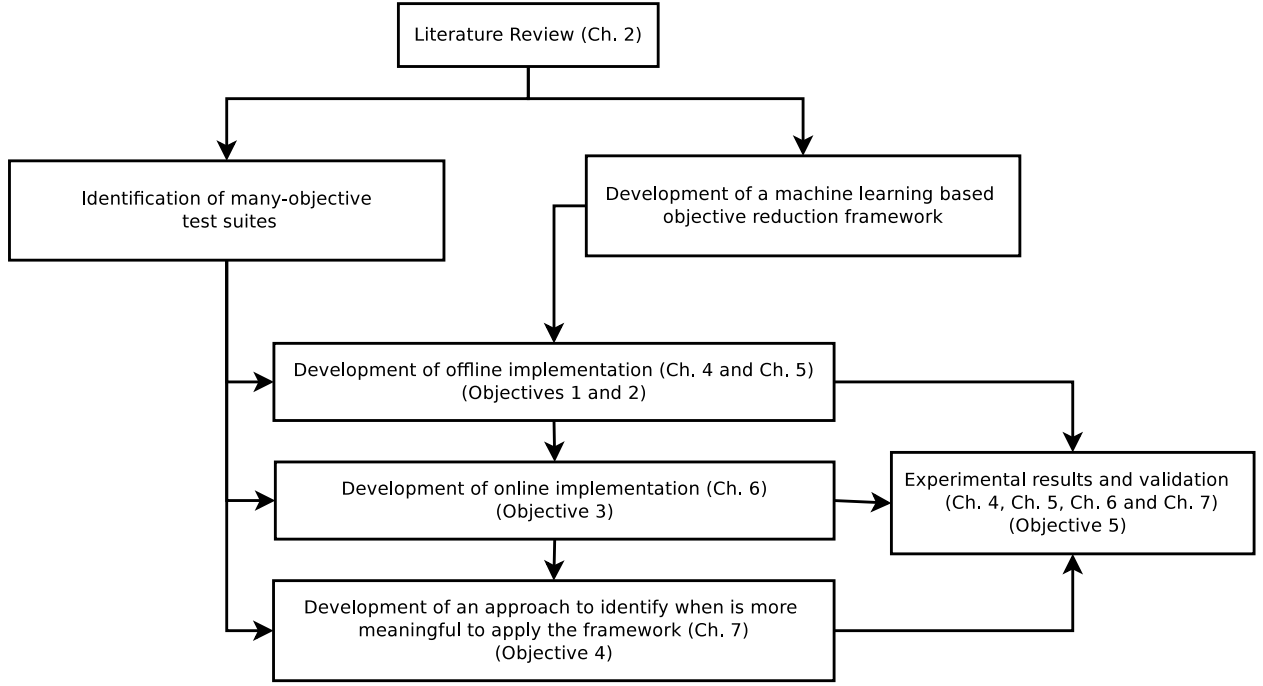 Literature Review (Ch. 2)
Identification of many-objective
test suites
Development of a machine learning based
objective reduction framework
Development of offline implementation (Ch. 4 and Ch. 5)
(Objectives 1 and 2)
Development of online implementation (Ch. 6)
(Objective 3)
Experimental results and validation
(Ch. 4, Ch. 5, Ch. 6 and Ch. 7)
(Objective 5)
Development of an approach to identify when is more
meaningful to apply the framework (Ch. 7)
(Objective 4)